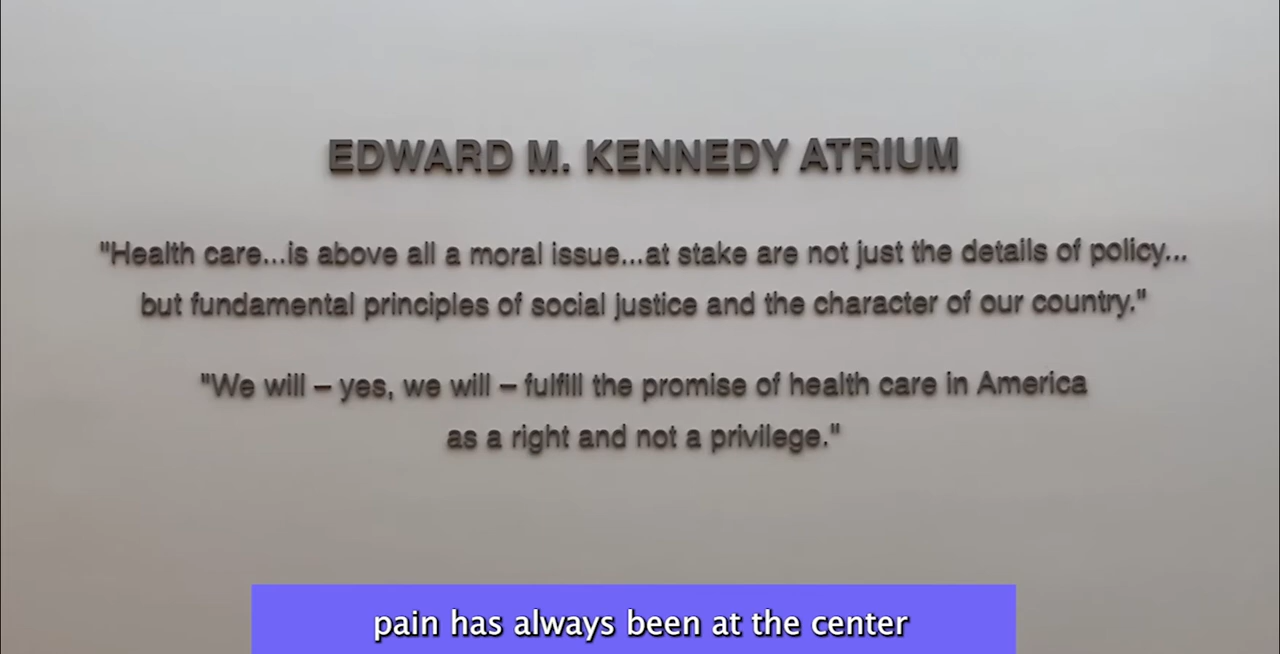 EDWARD M. KENNEDY ATRIUM
"Health care...is above all a moral issue...at stake are not just the details of policy...
but fundamental principles of social justice and the character of our country."
"We will – yes, we will – fulfill the promise of health care in America
as a right and not a privilege."
pain has always been at the center